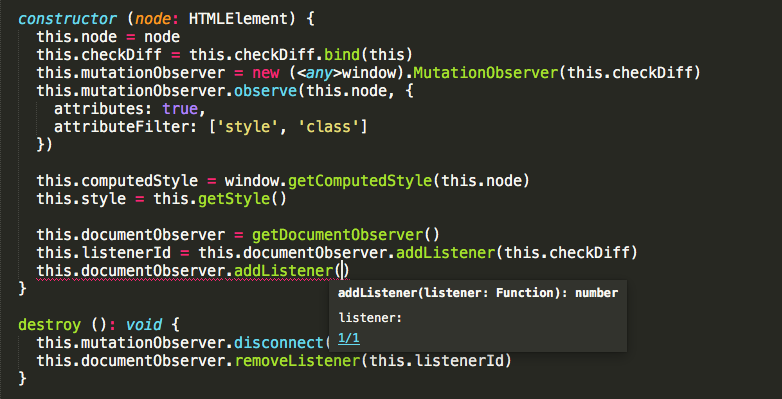 constructor (node: HTMLElement) {
this.node = node
this.checkDiff = this.checkDiff.bind(this)
this.mutationObserver = new (<any>window).MutationObserver(this.checkDiff)
this.mutationObserver.observe(this.node, {
attributes: true,
attributeFilter: ['style', 'class']
})
this.computedStyle = window.getComputedStyle(this.node)
this.style = this.getStyle()
this.documentObserver = getDocumentObserver()
this.listenerId = this.documentObserver.addListener(this.checkDiff)
this.documentObserver.addListener()
}
addListener(listener: Function): number
listener:
1/1
destroy (): void {
this.mutationObserver.disconnect(
this.documentObserver.removeListener(this.listenerId)
}